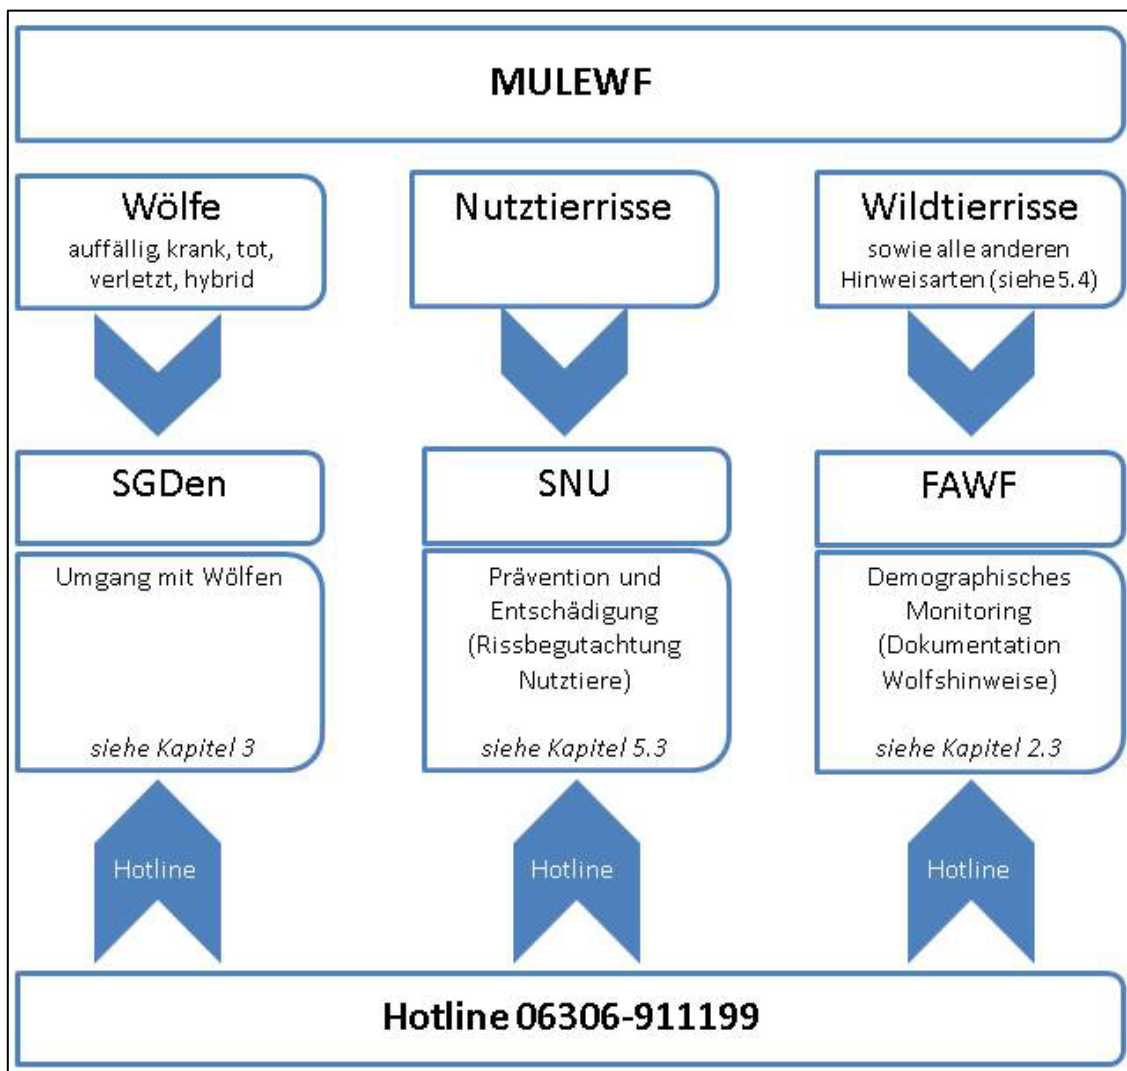 MULEWF
Wölfe
auffällig, krank, tot,
verletzt, hybrid
Nutztierrisse
Wildtierrisse
sowie alle anderen
Hinweisarten (siehe 5.4)
SGDen
Umgang mit Wölfen
siehe Kapitel 3
SNU
Prävention und
Entschädigung
(Rissbegutachtung
Nutztiere)
siehe Kapitel 5.3
FAWF
Demographisches
Monitoring
(Dokumentation
Wolfshinweise)
siehe Kapitel 2.3
Hotline
Hotline
Hotline
Hotline 06306-911199